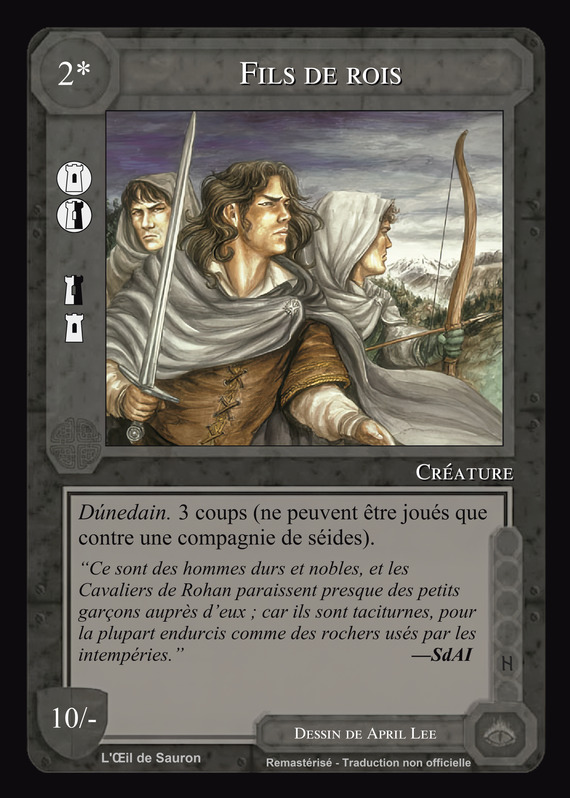 2*
Fils de rois
Créature
Dúnedain. 3 coups (ne peuvent être joués que
contre une compagnie de séides).
“Ce sont des hommes durs et nobles, et les
Cavaliers de Rohan paraissent presque des petits
garçons auprès d’eux ; car ils sont taciturnes, pour
la plupart endurcis comme des rochers usés par les
intempéries.” —SdAI
10/-
Dessin de April Lee
L'Œil de Sauron
Remastérisé - Traduction non officielle